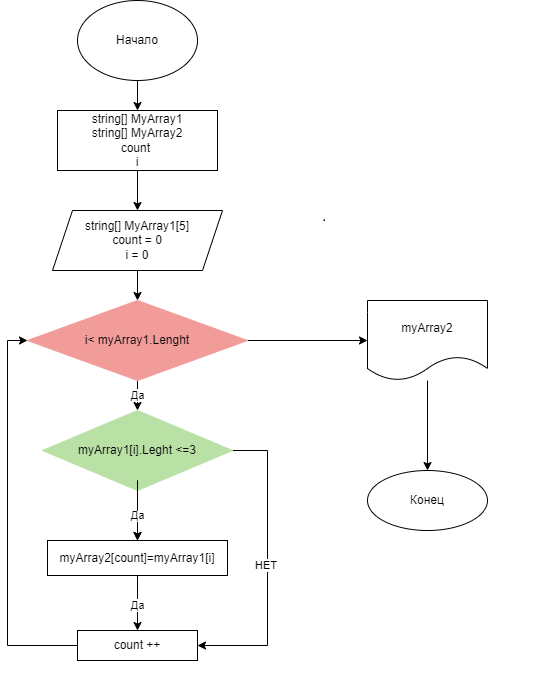 Начало
string[] MyArray1
string[] MyArray2
count
i
string[] MyArray1[5]
count = 0
i = 0
i< myArray1.Lenght
myArray2
Да
myArray1[i].Leght <=3
Конец
Да
myArray2[count]=myArray1[i]
НЕТ
Да
count ++